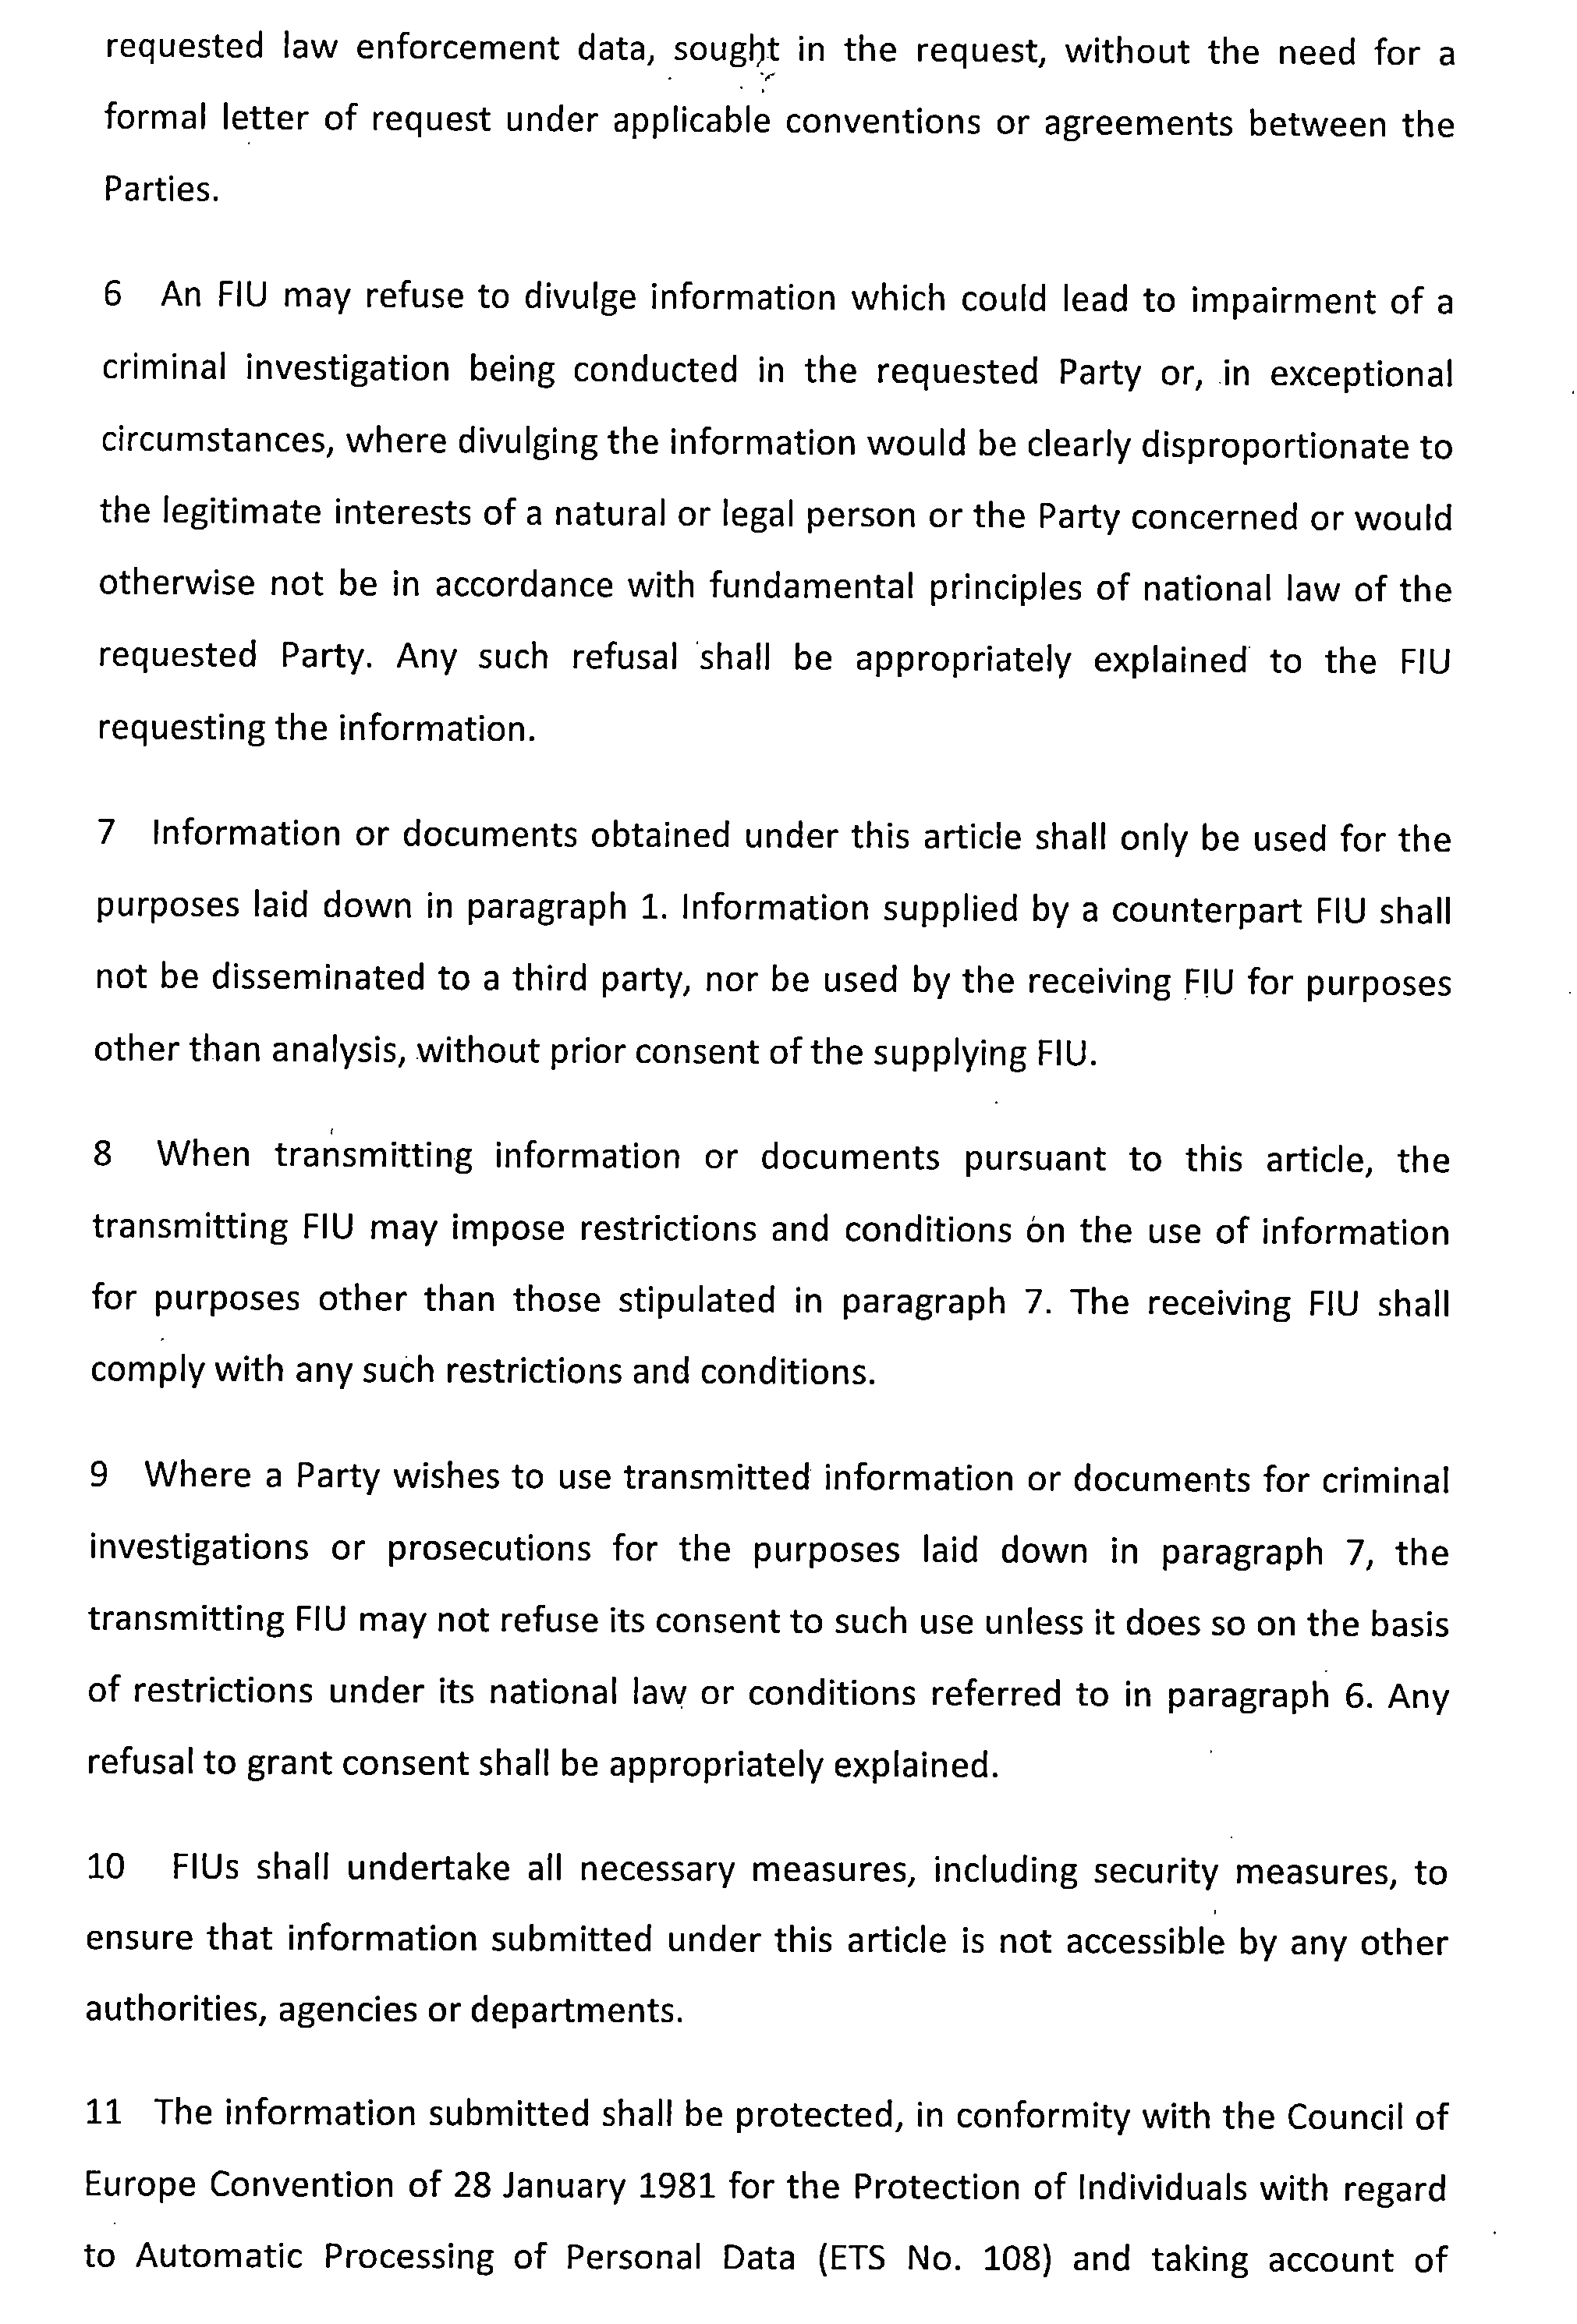 requested law enforcement data, sought in the request, without the need for a
formal letter of request under applicable conventions or agreements between the
Parties.
6 An FIU may refuse to divulge information which could lead to impairment of a
criminal investigation being conducted in the requested Party or, in exceptional
circumstances, where divulging the information would be clearly disproportionate to
the legitimate interests of a natural or legal person or the Party concerned or would
otherwise not be in accordance with fundamental principles of national law of the
requested Party. Any such refusal shall be appropriately explained to the FIU
requesting the information.
7 Information or documents obtained under this article shall only be used for the
purposes laid down in paragraph 1. Information supplied by a counterpart FIU shall
not be disseminated to a third party, nor be used by the receiving FIU for purposes
other than analysis, without prior consent of the supplying FIU.
8 When transmitting information or documents pursuant to this article, the
transmitting FIU may impose restrictions and conditions on the use of information
for purposes other than those stipulated in paragraph 7. The receiving FIU shall
comply with any such restrictions and conditions.
9 Where a Party wishes to use transmitted information or documents for criminal
investigations or prosecutions for the purposes laid down in paragraph 7, the
transmitting FIU may not refuse its consent to such use unless it does so on the basis
of restrictions under its national law or conditions referred to in paragraph 6. Any
refusal to grant consent shall be appropriately explained.
10 FIUs shall undertake all necessary measures, including security measures, to
ensure that information submitted under this article is not accessible by any other
authorities, agencies or departments.
11 The information submitted shall be protected, in conformity with the Council of
Europe Convention of 28 January 1981 for the Protection of Individuals with regard
to Automatic Processing of Personal Data (ETS No. 108) and taking account of